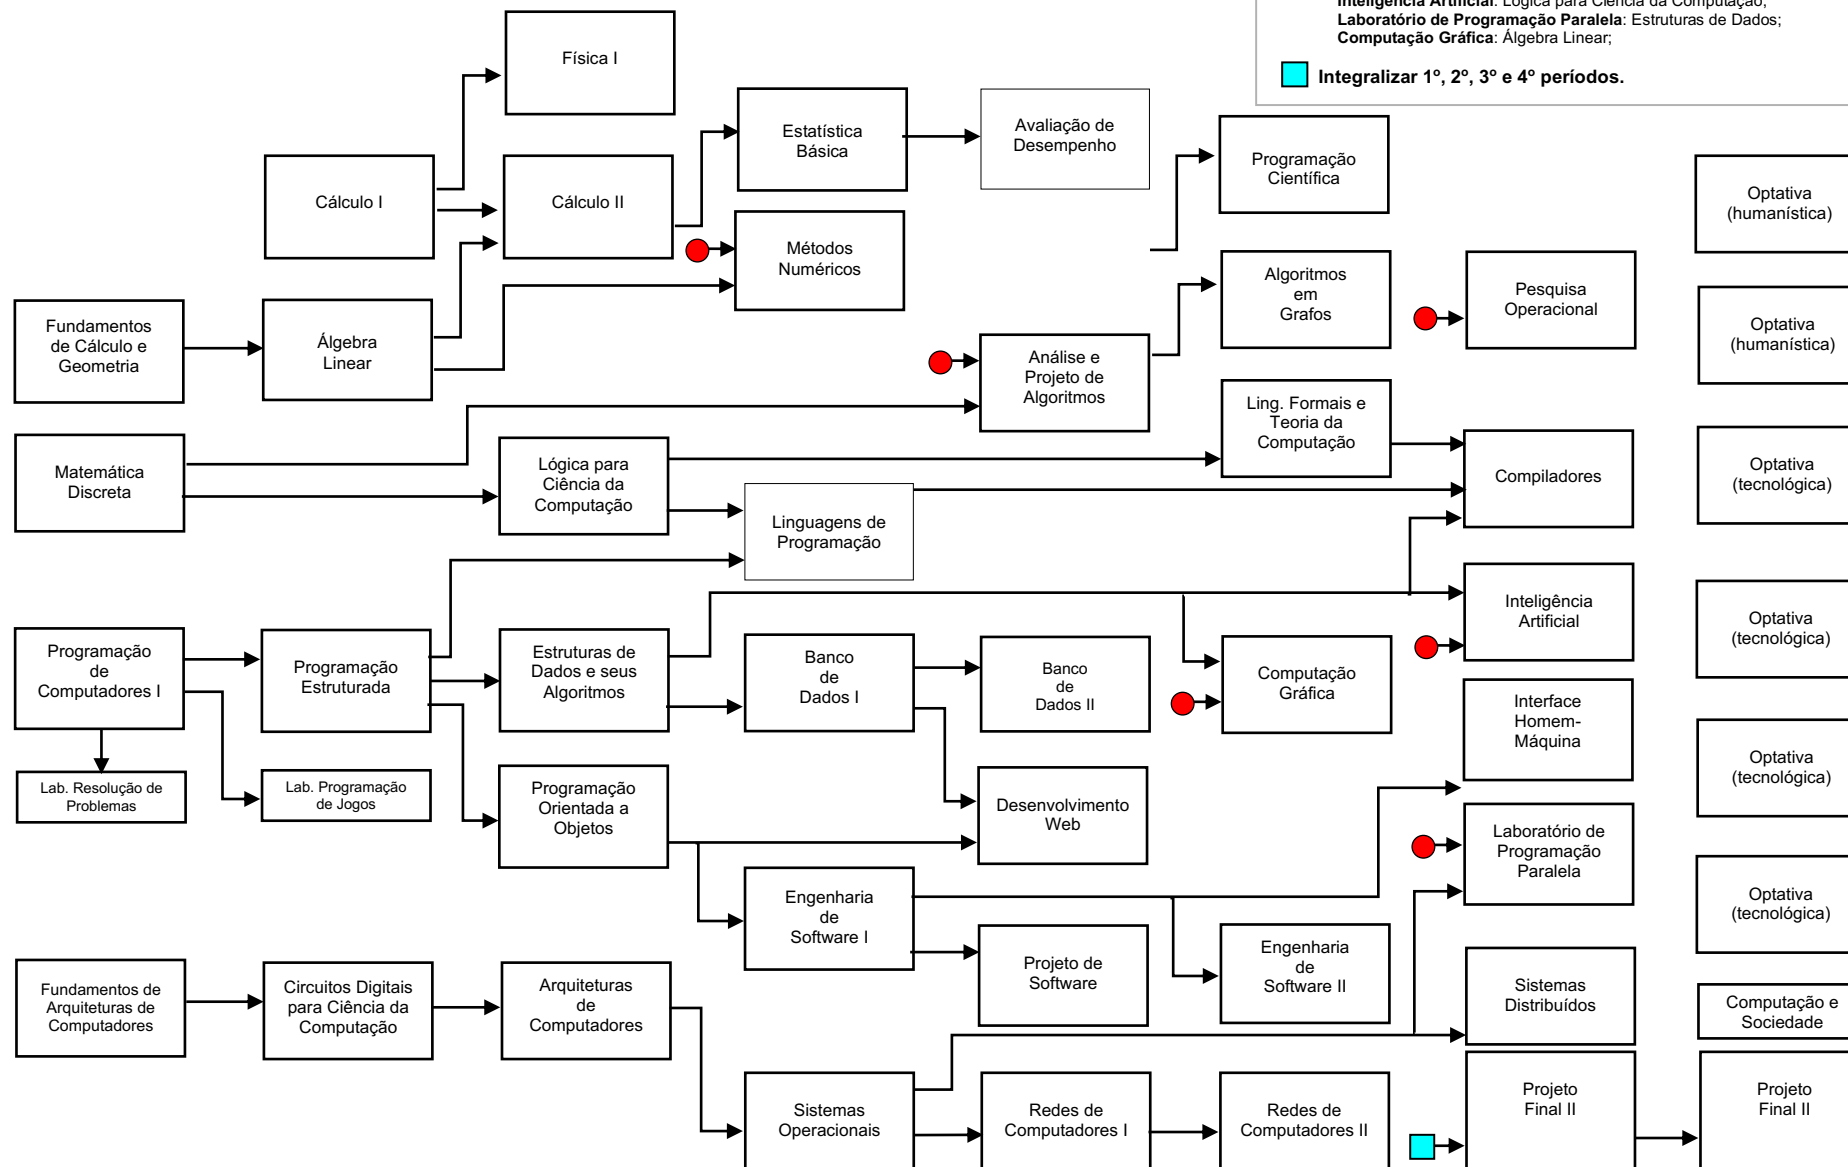 Inteligência Artificial: Lógica para Ciência da Computação;
Laboratório de Programação Paralela: Estruturas de Dados;
Computação Gráfica: Álgebra Linear;
Integralizar 1º, 2º, 3º e 4º períodos.
Física I
Cálculo I
Cálculo II
Estatística
Básica
Avaliação de
Desempenho
Programação
Científica
Optativa
(humanística)
Métodos
Numéricos
Algoritmos
em
Grafos
Pesquisa
Operacional
Optativa
(humanística)
Fundamentos
de Cálculo e
Geometria
Álgebra
Linear
Análise e
Projeto de
Algoritmos
Ling. Formais e
Teoria da
Computação
Matemática
Discreta
Lógica para
Ciência da
Computação
Linguagens de
Programação
Compiladores
Optativa
(tecnológica)
Programação
de
Computadores I
Programação
Estruturada
Estruturas de
Dados e seus
Algoritmos
Banco
de
Dados I
Banco
de
Dados II
Computação
Gráfica
Inteligência
Artificial
Optativa
(tecnológica)
Interface
Homem-
Máquina
Optativa
(tecnológica)
Lab. Resolução de
Problemas
Lab. Programação
de Jogos
Programação
Orientada a
Objetos
Desenvolvimento
Web
Laboratório de
Programação
Paralela
Optativa
(tecnológica)
Engenharia
de
Software I
Projeto de
Software
Engenharia
de
Software II
Fundamentos de
Arquiteturas de
Computadores
Circuitos Digitais
para Ciência da
Computação
Arquiteturas
de
Computadores
Sistemas
Distribuídos
Computação e
Sociedade
Sistemas
Operacionais
Redes de
Computadores I
Redes de
Computadores II
Projeto
Final II
Projeto
Final II